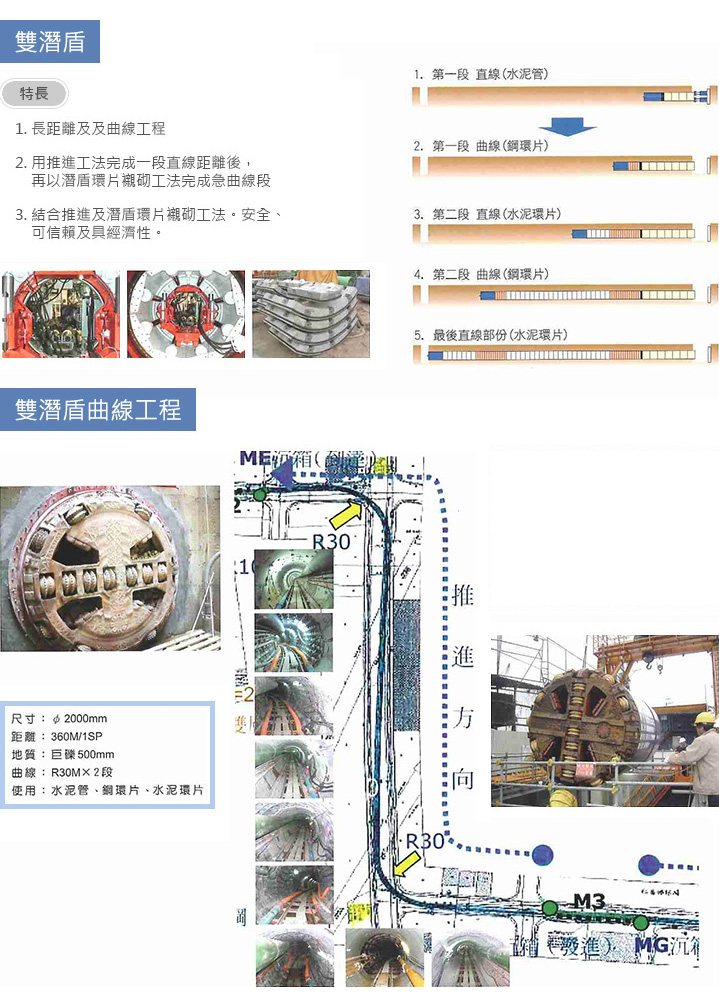 雙潛盾
特長
1. 長距離及及曲線工程
2. 用推進工法完成一段直線距離後，
再以潛盾環片襯砌工法完成急曲線段
3. 結合推進及潛盾環片襯砌工法。安全、
可信賴及具經濟性。
1. 第一段 直線(水泥管)
2. 第一段 曲線(鋼環片)
3. 第二段 直線(水泥環片)
4. 第二段 曲線(鋼環片)
5. 最後直線部份(水泥環片)
雙潛盾曲線工程
ME沉箱(到達)
R30
推進方向
R30
M3
箱(發進)
MG沉
尺寸：φ 2000mm
距離：360M/1SP
地質：巨礫500mm
曲線：R30M×2段
使用：水泥管、鋼環片、水泥環片